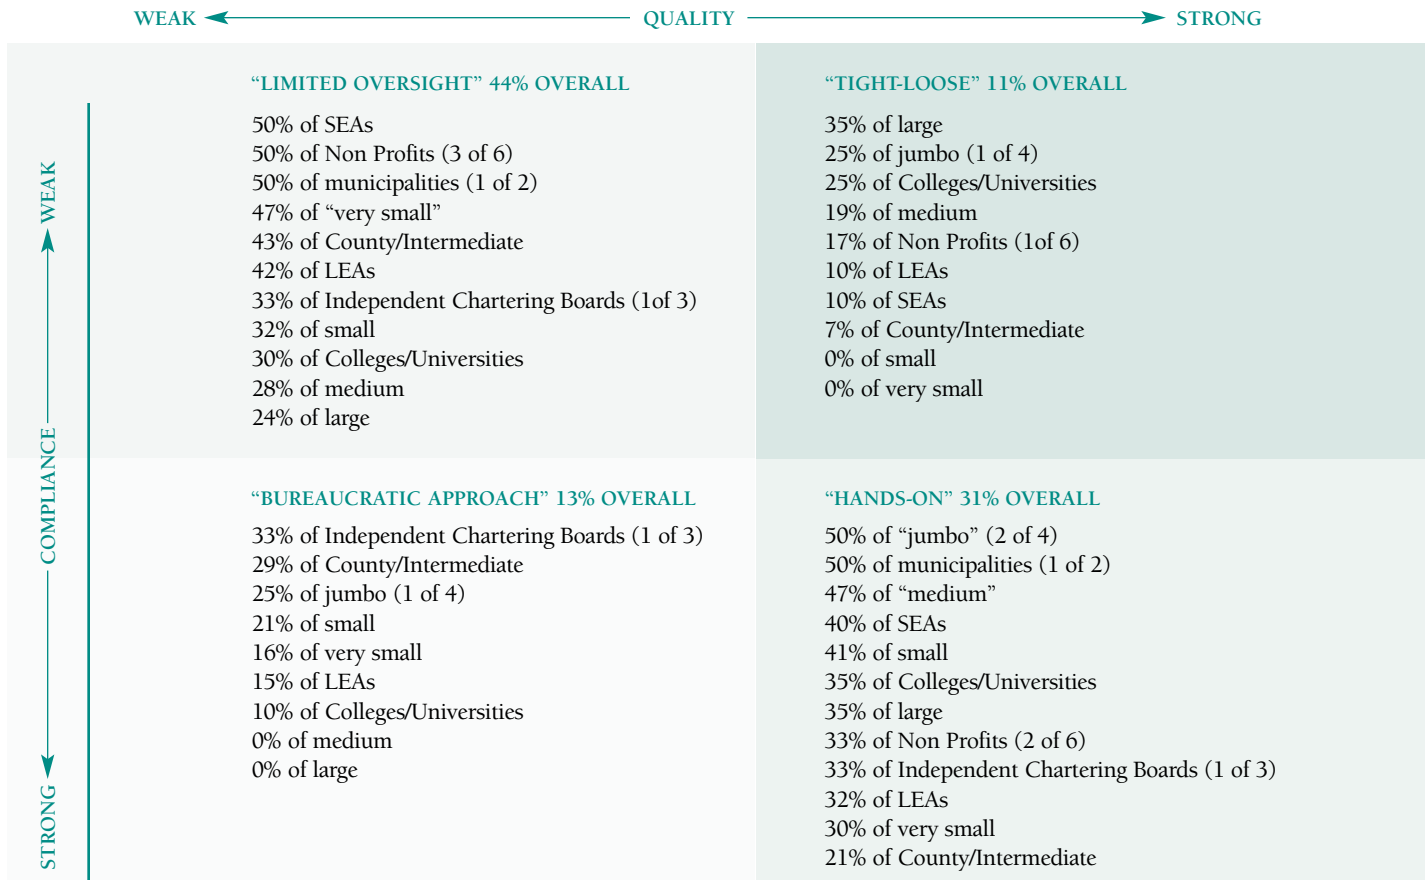 WEAK QUALITY STRONG
WEAK
COMPLIANCE
STRONG
“LIMITED OVERSIGHT” 44% OVERALL
50% of SEAs
50% of Non Profits (3 of 6)
50% of municipalities (1 of 2)
47% of “very small”
43% of County/Intermediate
42% of LEAs
33% of Independent Chartering Boards (1of 3)
32% of small
30% of Colleges/Universities
28% of medium
24% of large
“TIGHT-LOOSE” 11% OVERALL
35% of large
25% of jumbo (1 of 4)
25% of Colleges/Universities
19% of medium
17% of Non Profits (1of 6)
10% of LEAs
10% of SEAs
7% of County/Intermediate
0% of small
0% of very small
“BUREAUCRATIC APPROACH” 13% OVERALL
33% of Independent Chartering Boards (1 of 3)
29% of County/Intermediate
25% of jumbo (1 of 4)
21% of small
16% of very small
15% of LEAs
10% of Colleges/Universities
0% of medium
0% of large
“HANDS-ON” 31% OVERALL
50% of “jumbo” (2 of 4)
50% of municipalities (1 of 2)
47% of “medium”
40% of SEAs
41% of small
35% of Colleges/Universities
35% of large
33% of Non Profits (2 of 6)
33% of Independent Chartering Boards (1 of 3)
32% of LEAs
30% of very small
21% of County/Intermediate